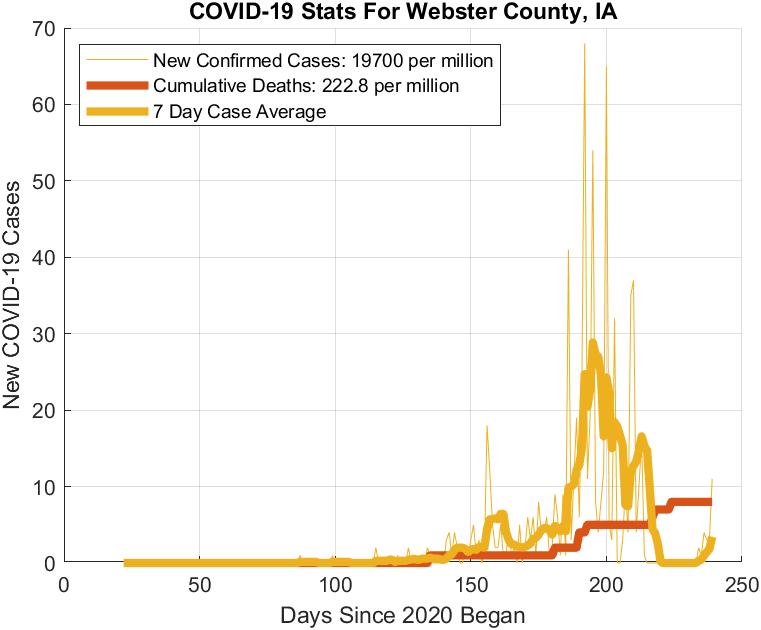 COVID-19 Stats For Webster County, IA
New Confirmed Cases: 19700 per million
Cumulative Deaths: 222.8 per million
7 Day Case Average
New COVID-19 Cases
70
60
50
40
30
20
10
0
0 50 100 150 200 250
Days Since 2020 Began